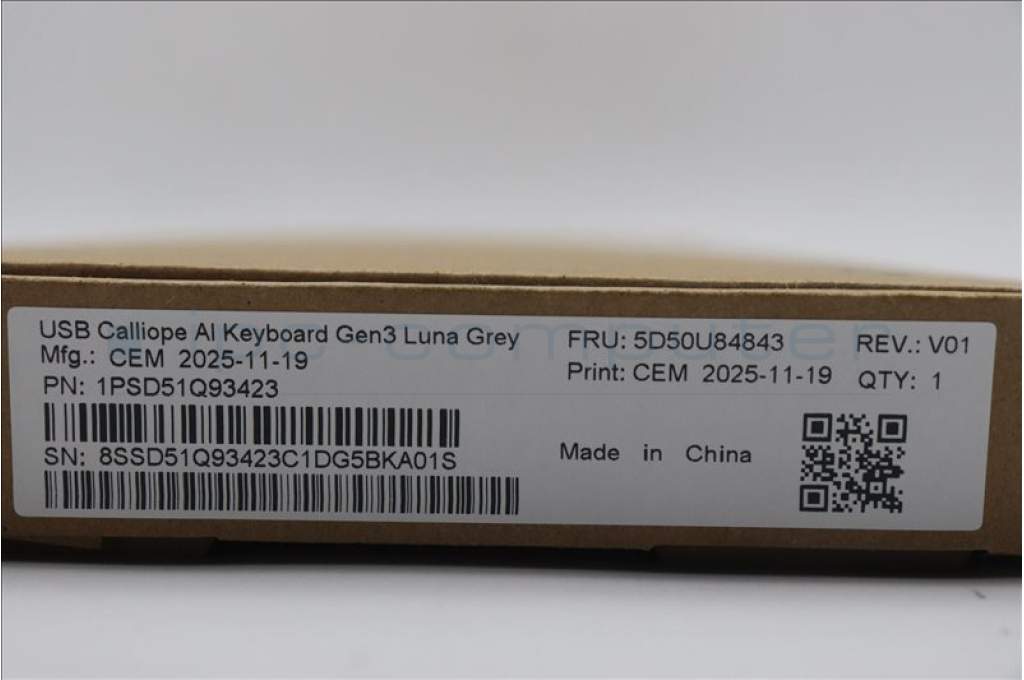 USB Calliope AI Keyboard Gen3 Luna Grey
Mfg.: CEM 2025-11-19
PN: 1PSD51Q93423
SN: 8SSD51Q93423C1DG5BKA01S
FRU: 5D50U84843
Print: CEM 2025-11-19
Made in China
REV.: V01
QTY: 1
computer